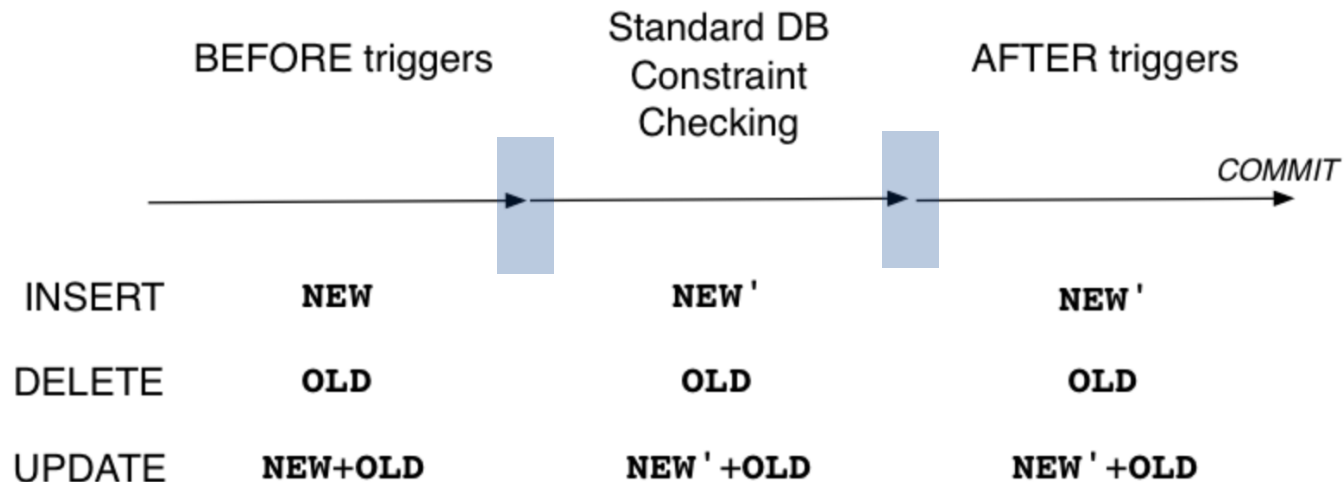 BEFORE triggers
Standard DB
Constraint
Checking
AFTER triggers
COMMIT
INSERT NEW NEW' NEW'
DELETE OLD OLD OLD
UPDATE NEW+OLD NEW'+OLD NEW'+OLD